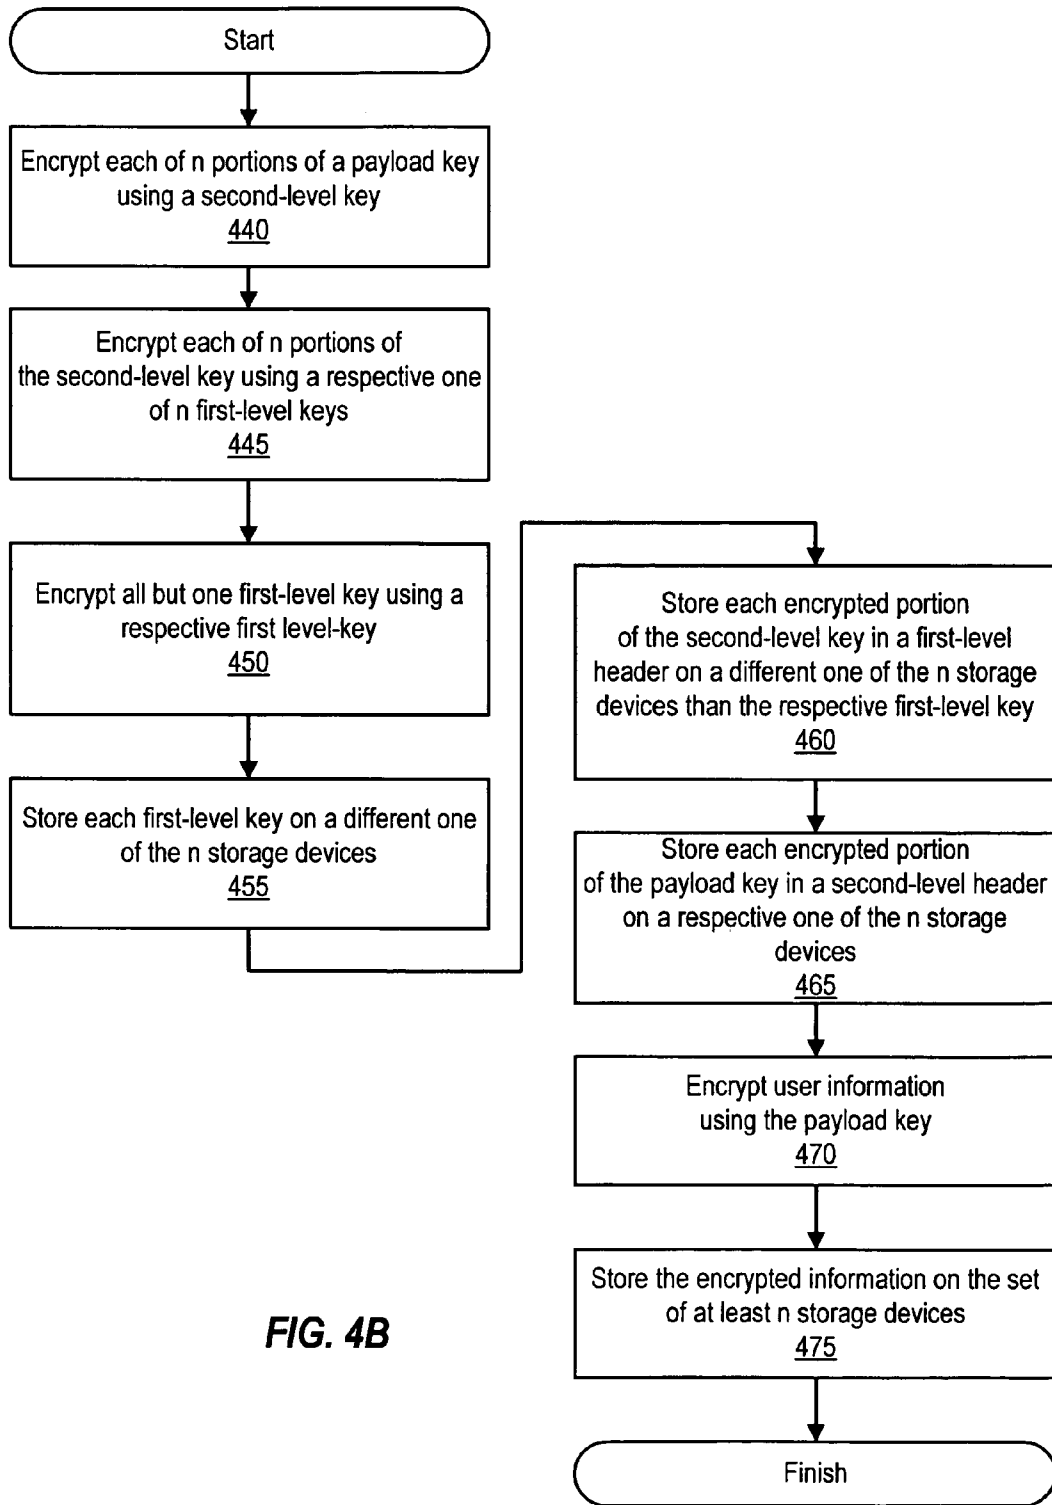 Start
Encrypt each of n portions of a payload key
using a second-level key
440
Encrypt each of n portions of
the second-level key using a respective one
of n first-level keys
445
Encrypt all but one first-level key using a
respective first level-key
450
Store each first-level key on a different one
of the n storage devices
455
Store each encrypted portion
of the second-level key in a first-level
header on a different one of the n storage
devices than the respective first-level key
460
Store each encrypted portion
of the payload key in a second-level header
on a respective one of the n storage
devices
465
Encrypt user information
using the payload key
470
Store the encrypted information on the set
of at least n storage devices
475
Finish
FIG. 4B